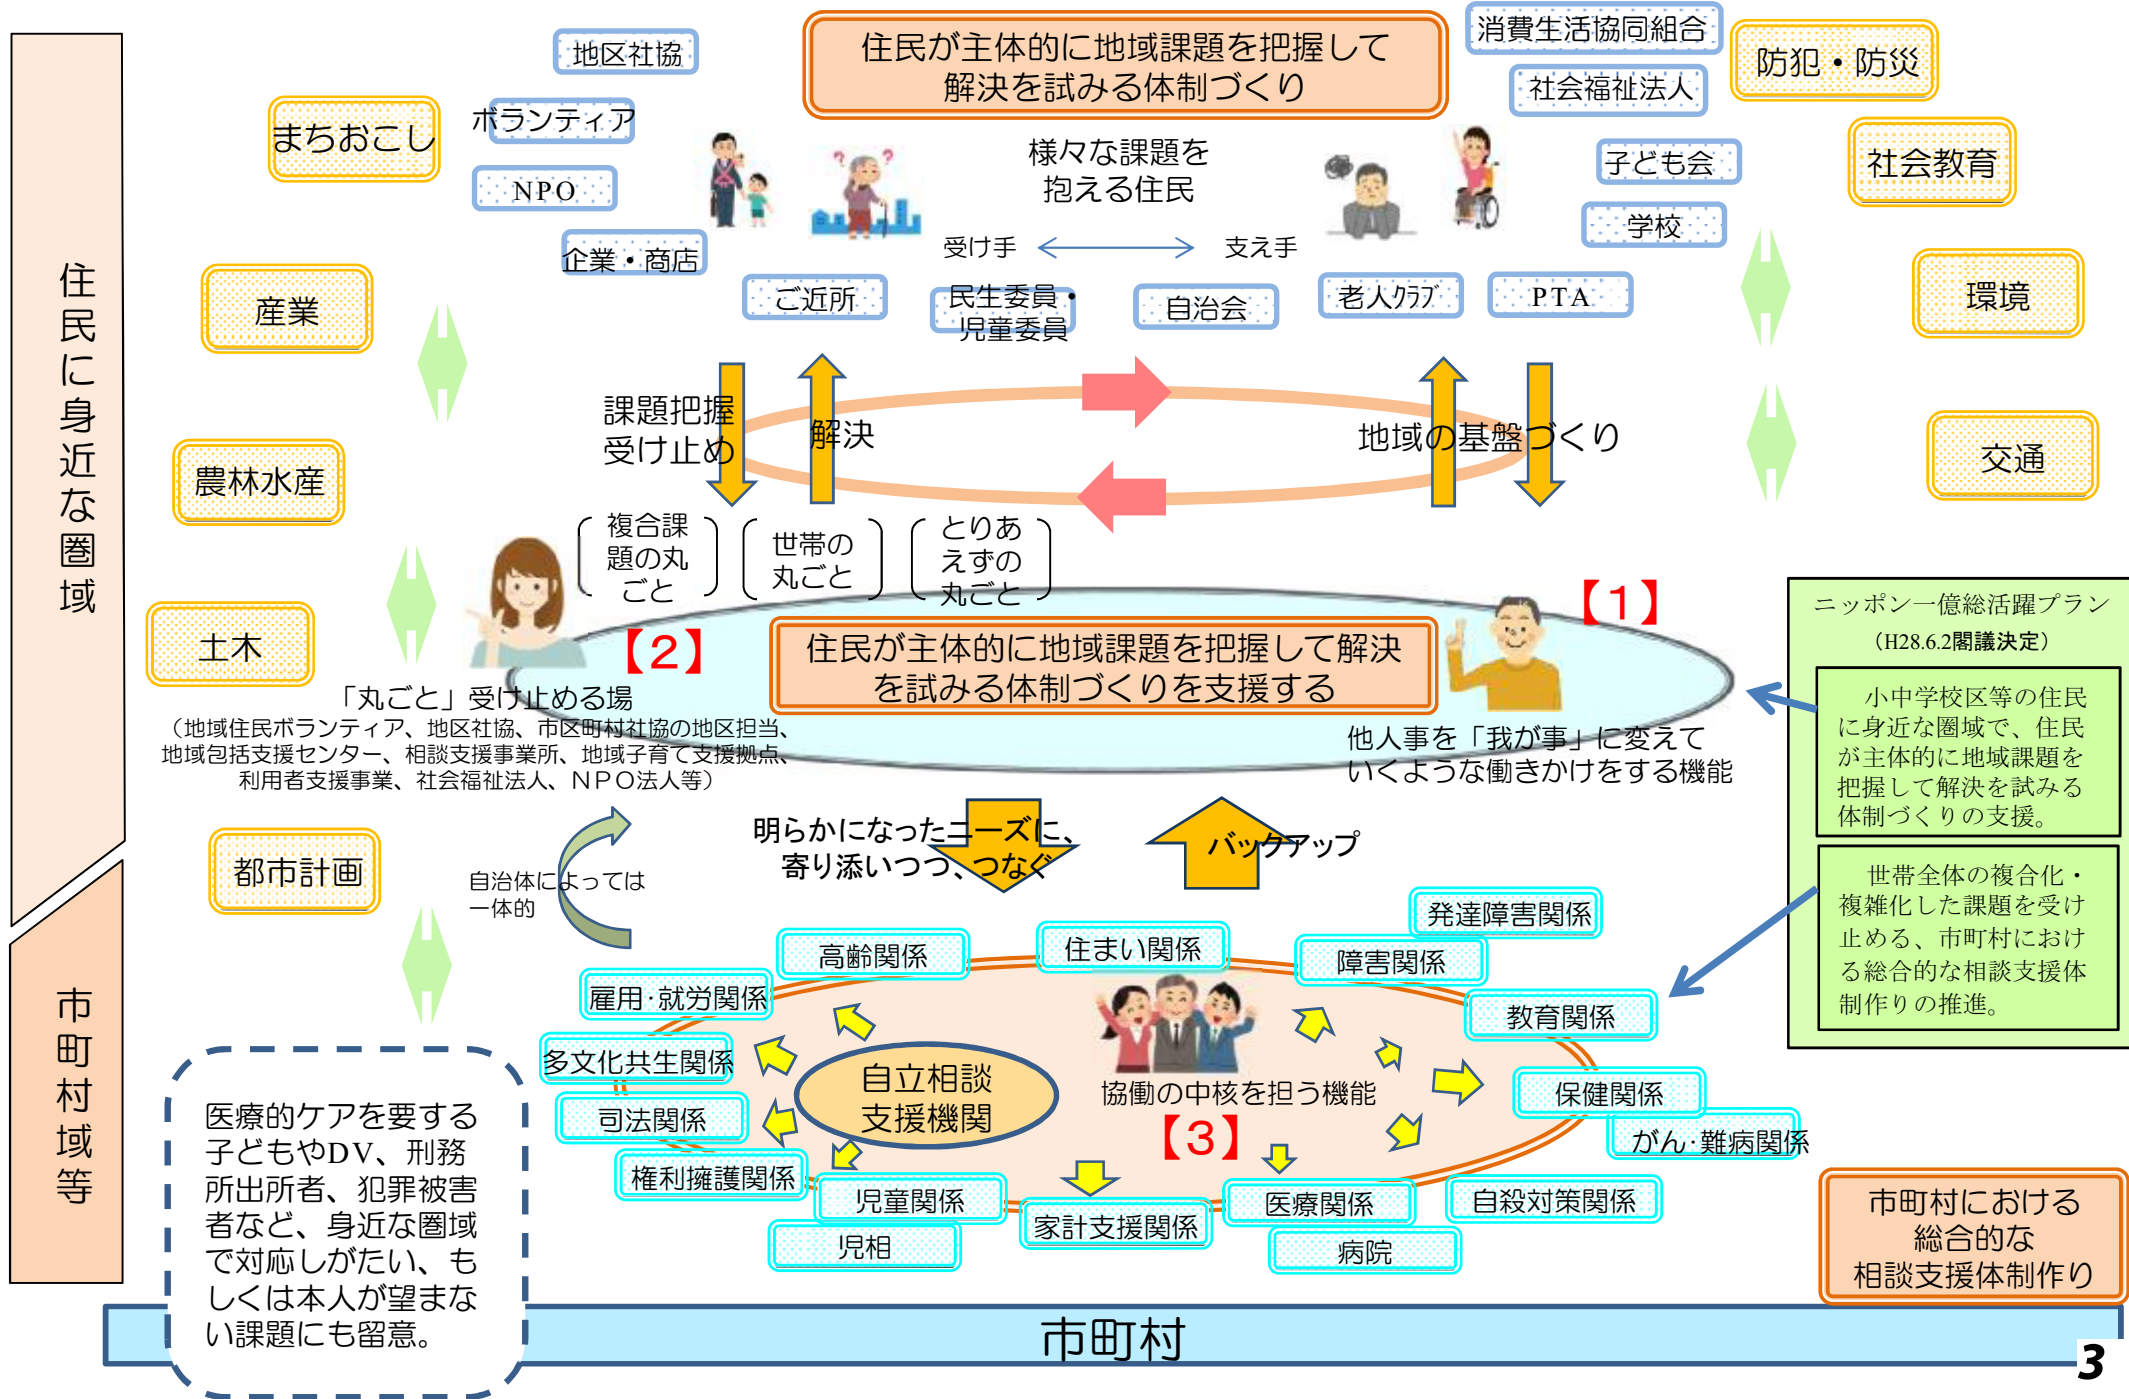 住民が主体的に地域課題を把握して
解決を試みる体制づくり
消費生活協同組合
社会福祉法人
防犯・防災
地区社協
ボランティア
まちおこし
NPO
企業・商店
様々な課題を
抱える住民
受け手
支え手
子ども会
学校
社会教育
産業
ご近所
民生委員・
児童委員
自治会
老人ｸﾗﾌﾞ
PTA
環境
住民に身近な圏域
課題把握
受け止め
解決
地域の基盤づくり
農林水産
交通
複合課
題の丸
ごと
世帯の
丸ごと
とりあ
えずの
丸ごと
【1】
【2】
住民が主体的に地域課題を把握して解決
を試みる体制づくりを支援する
土木
「丸ごと」受け止める場
（地域住民ボランティア、地区社協、市区町村社協の地区担当、
地域包括支援センター、相談支援事業所、地域子育て支援拠点、
利用者支援事業、社会福祉法人、NPO法人等）
他人事を「我が事」に変えて
いくような働きかけをする機能
ニッポン一億総活躍プラン
（H28.6.2閣議決定）
小中学校区等の住民
に身近な圏域で、住民
が主体的に地域課題を
把握して解決を試みる
体制づくりの支援。
世帯全体の複合化・
複雑化した課題を受け
止める、市町村におけ
る総合的な相談支援体
制作りの推進。
都市計画
自治体によっては
一体的
明らかになったニーズに、
寄り添いつつ、つなぐ
バックアップ
市町村域等
発達障害関係
高齢関係
住まい関係
障害関係
雇用･就労関係
教育関係
多文化共生関係
自立相談
支援機関
協働の中核を担う機能
【3】
保健関係
司法関係
がん･難病関係
権利擁護関係
児童関係
児相
家計支援関係
医療関係
病院
自殺対策関係
医療的ケアを要する
子どもやDV、刑務
所出所者、犯罪被害
者など、身近な圏域
で対応しがたい、も
しくは本人が望まな
い課題にも留意。
市町村における
総合的な
相談支援体制作り
市町村
3